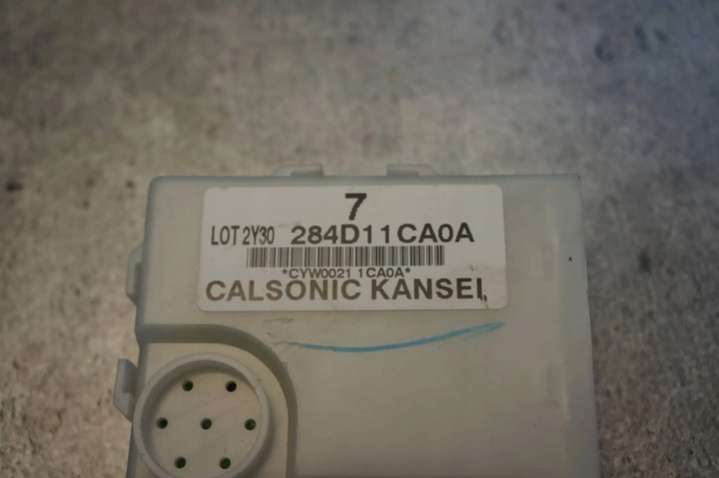 7
LOT 2Y30 284D11CA0A
*CYW0021 1CA0A*
CALSONIC KANSEI